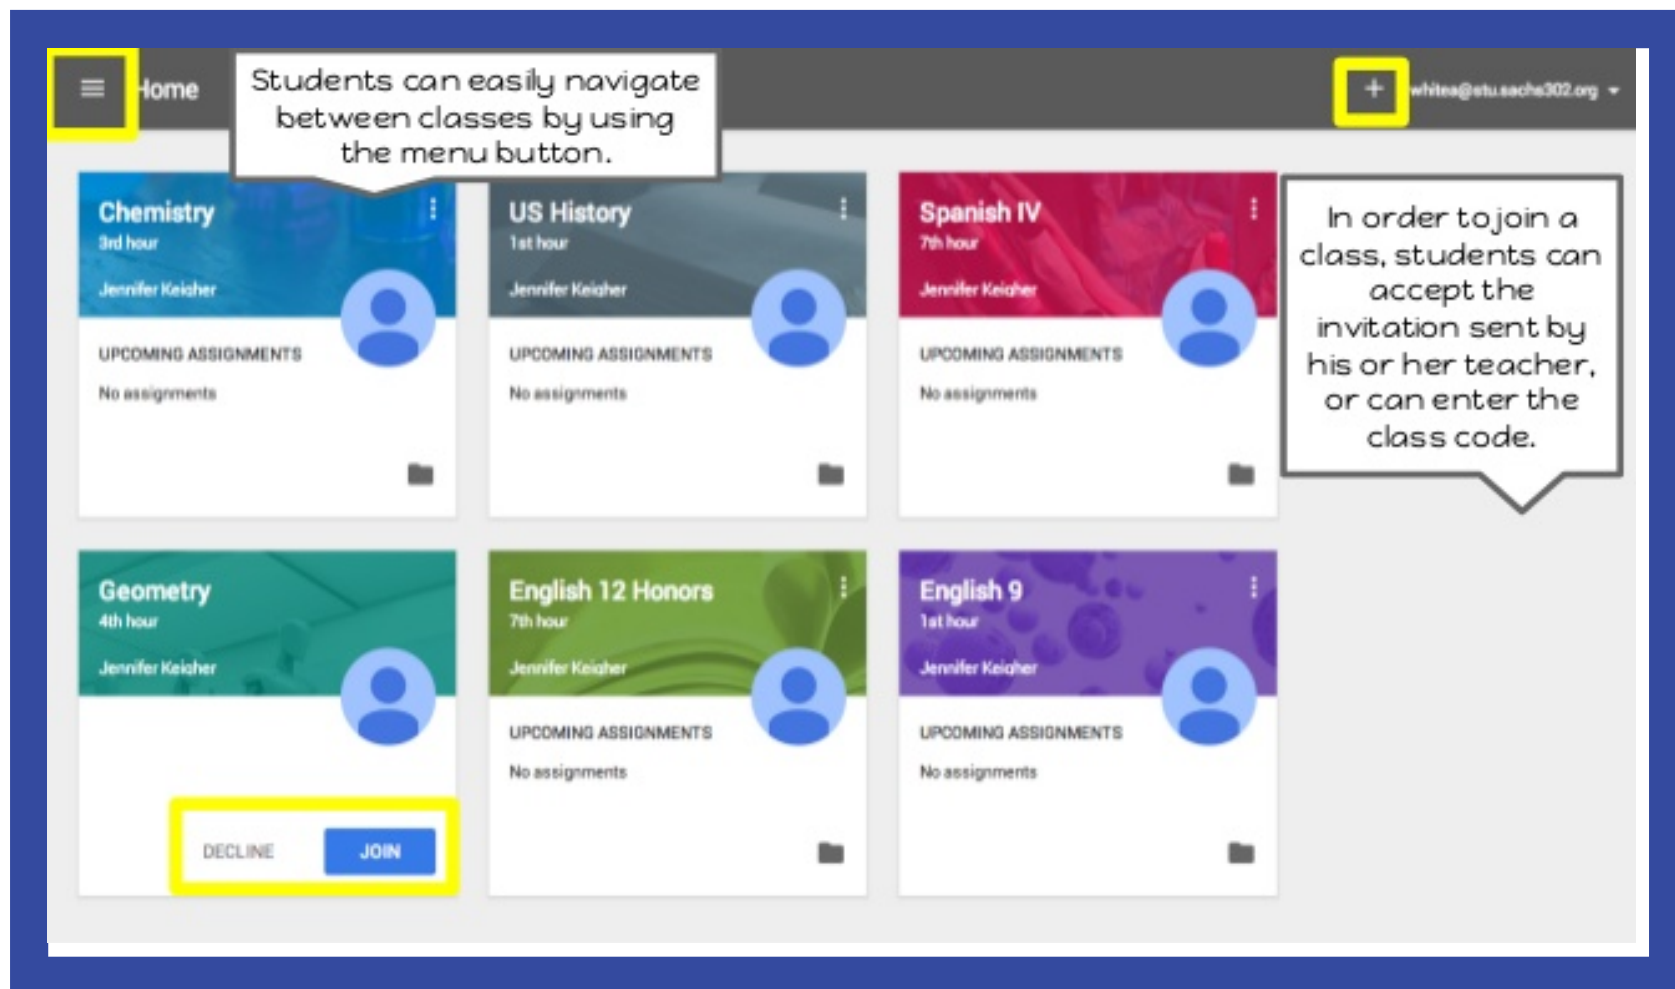 Home
Students can easily navigate
between classes by using
the menu button.
+ whitea@stu.sachs302.org
Chemistry
3rd hour
Jennifer Keigher
UPCOMING ASSIGNMENTS
No assignments
US History
1st hour
Jennifer Keigher
UPCOMING ASSIGNMENTS
No assignments
Spanish IV
7th hour
Jennifer Keigher
UPCOMING ASSIGNMENTS
No assignments
In order to join a
class, students can
accept the
invitation sent by
his or her teacher,
or can enter the
class code.
Geometry
4th hour
Jennifer Keigher
DECLINE
JOIN
English 12 Honors
7th hour
Jennifer Keigher
UPCOMING ASSIGNMENTS
No assignments
English 9
1st hour
Jennifer Keigher
UPCOMING ASSIGNMENTS
No assignments